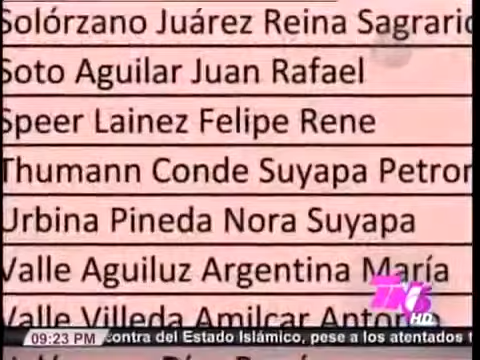 Solórzano Juárez Reina Sagrario
Soto Aguilar Juan Rafael
Speer Lainez Felipe Rene
Thumann Conde Suyapa Petron
Urbina Pineda Nora Suyapa
Valle Aguiluz Argentina María
Valle Villeda Amilcar Antonio
TN5
HD
09:23 PM contra del Estado Islámico, pese a los atentados t